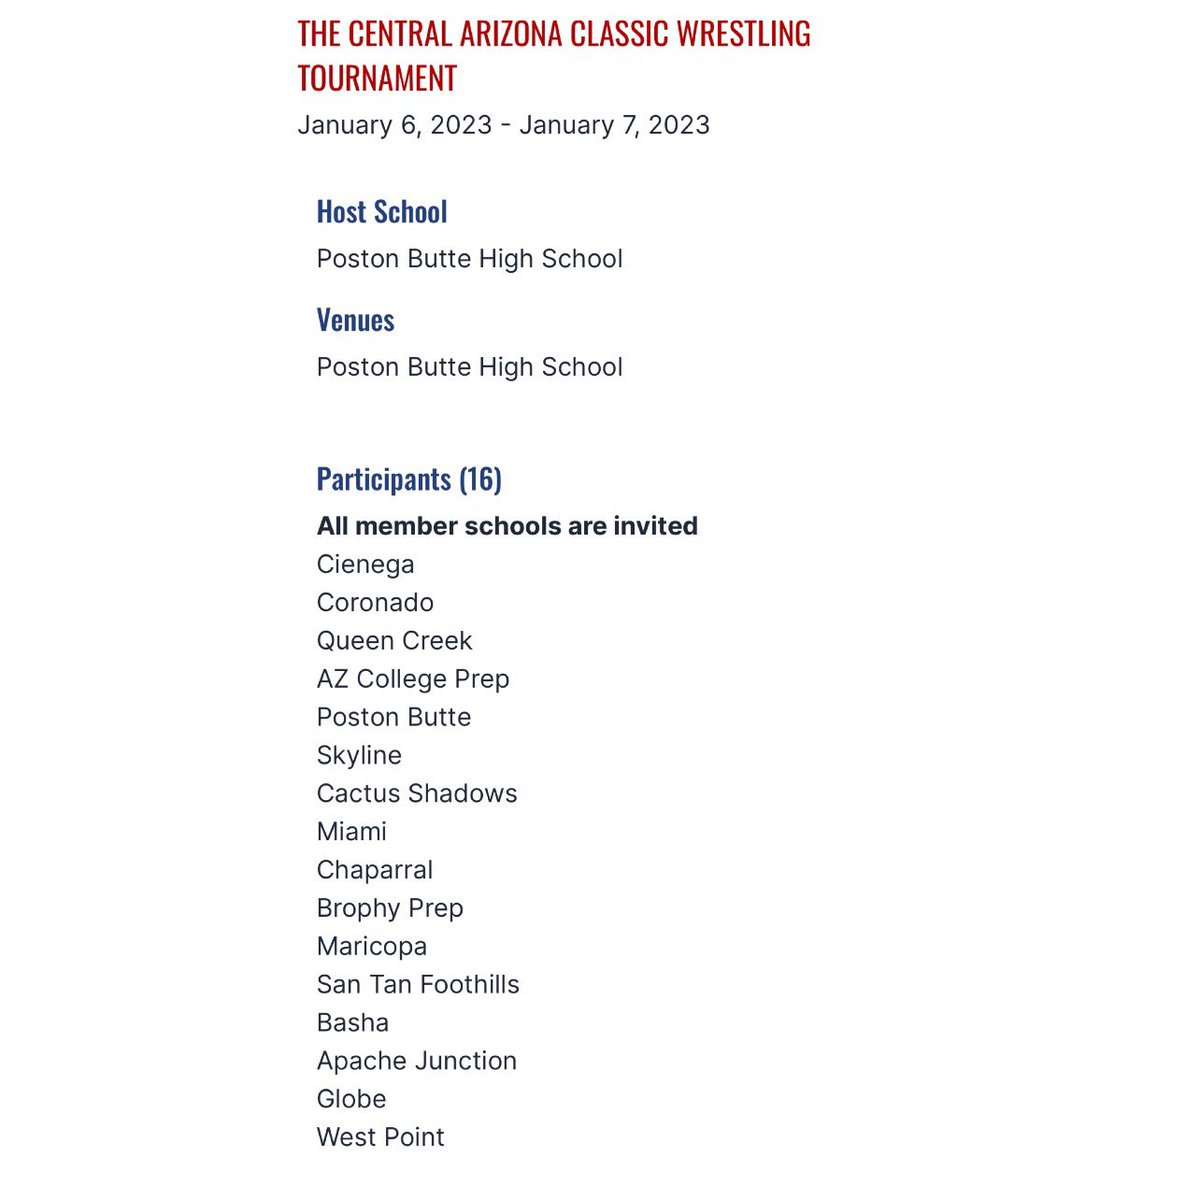 THE CENTRAL ARIZONA CLASSIC WRESTLING
TOURNAMENT
January 6, 2023 - January 7, 2023
Host School
Poston Butte High School
Venues
Poston Butte High School
Participants (16)
All member schools are invited
Cienega
Coronado
Queen Creek
AZ College Prep
Poston Butte
Skyline
Cactus Shadows
Miami
Chaparral
Brophy Prep
Maricopa
San Tan Foothills
Basha
Apache Junction
Globe
West Point